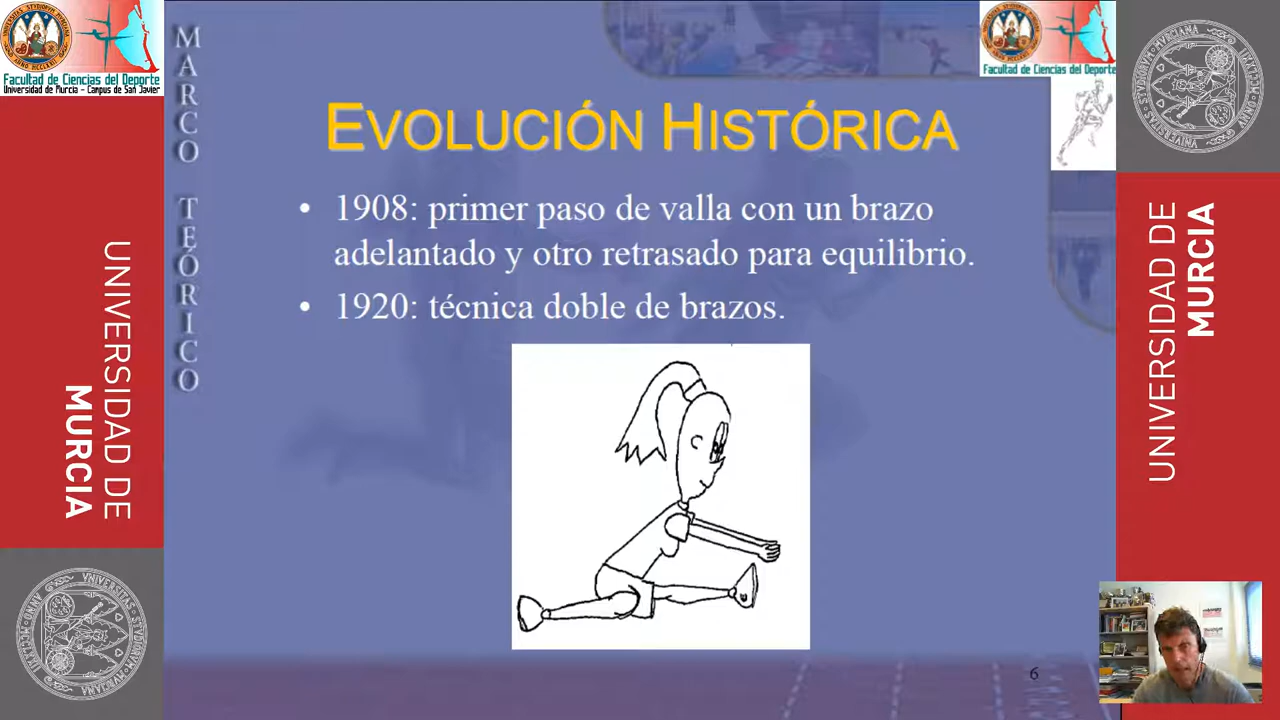 Facultad de Ciencias del Deporte
Universidad de Murcia - Campus de San Javier
MARCO TEÓRICO
Facultad de Ciencias del Deporte
EVOLUCIÓN HISTÓRICA
• 1908: primer paso de valla con un brazo
adelantado y otro retrasado para equilibrio.
• 1920: técnica doble de brazos.
UNIVERSIDAD DE
MURCIA
UNIVERSIDAD DE
MURCIA
6